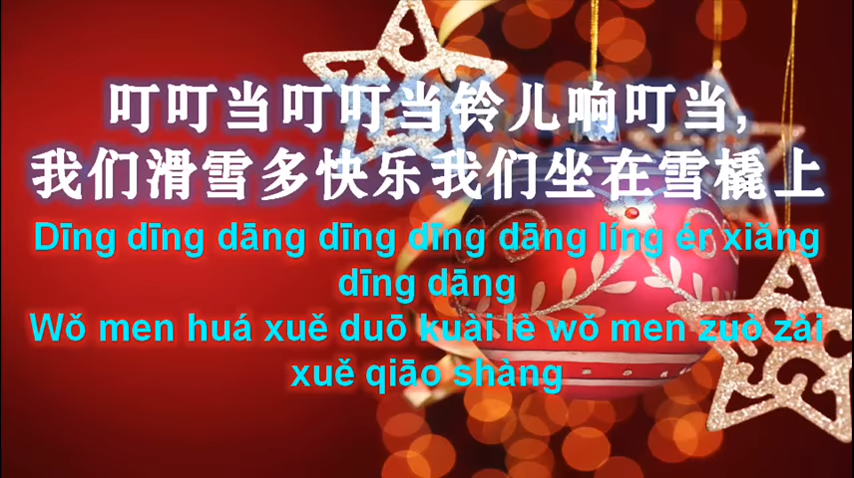 叮叮当叮叮当铃儿响叮当,
我们滑雪多快乐我们坐在雪橇上
Dīng dīng dāng dīng dīng dāng líng ér xiǎng
dīng dāng
Wǒ men huá xuě duō kuài lè wǒ men zuò zài
xuě qiāo shàng